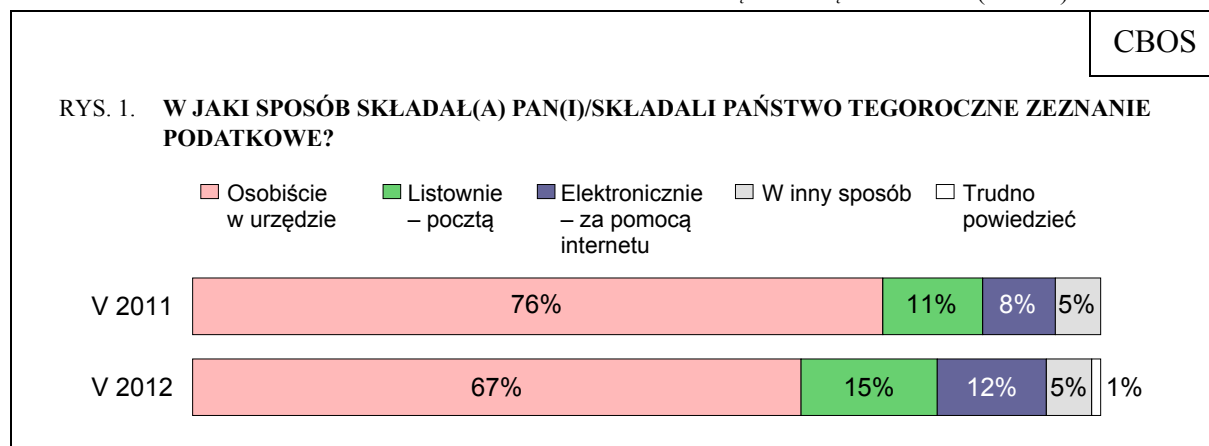 CBOS
RYS. 1. W JAKI SPOSÓB SKŁADAŁ(A) PAN(I)/SKŁADALI PAŃSTWO TEGOROCZNE ZEZNANIE
PODATKOWE?
Osobiście
w urzędzie
Listownie
– pocztą
Elektronicznie
– za pomocą
internetu
W inny sposób
Trudno
powiedzieć
V 2011 76% 11% 8% 5%
V 2012 67% 15% 12% 5% 1%